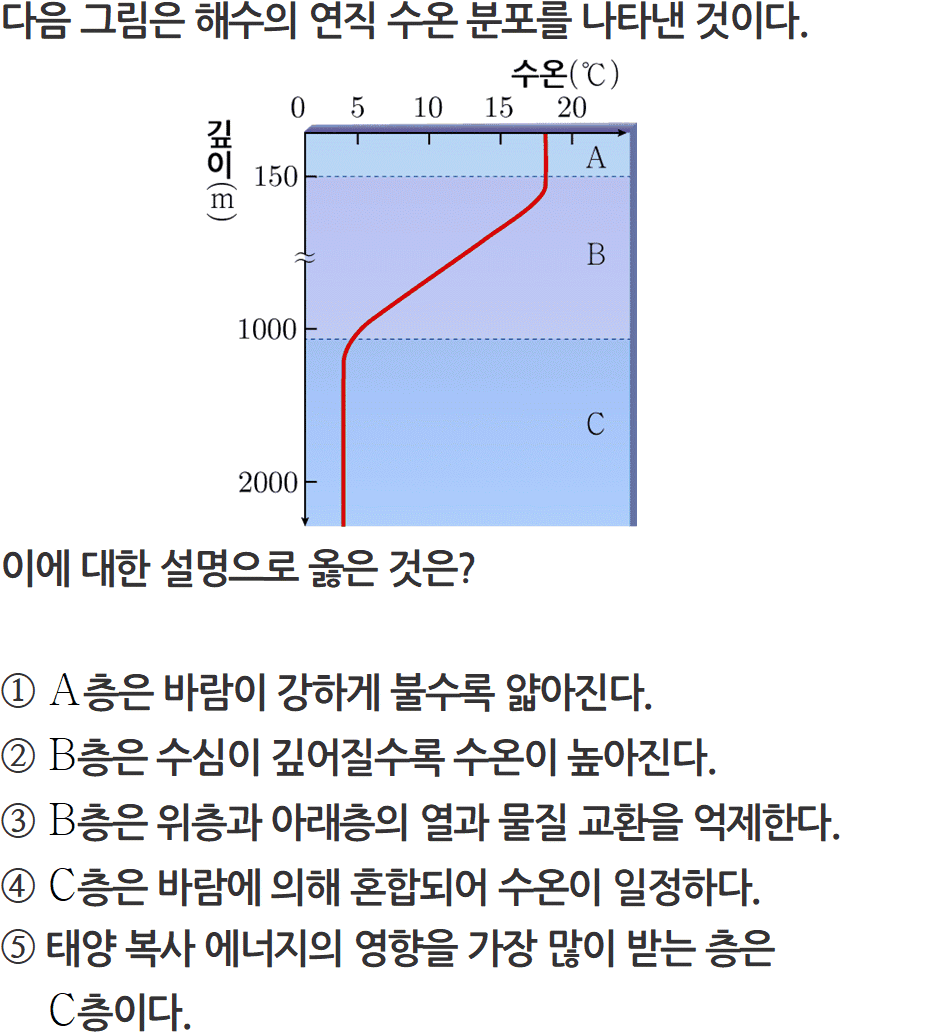 다음 그림은 해수의 연직 수온 분포를 나타낸 것이다.
수온(℃)
0 5 10 15 20
깊이(m)
A
150
B
1000
C
2000
이에 대한 설명으로 옳은 것은?
① A층은 바람이 강하게 불수록 얇아진다.
② B층은 수심이 깊어질수록 수온이 높아진다.
③ B층은 위층과 아래층의 열과 물질 교환을 억제한다.
④ C층은 바람에 의해 혼합되어 수온이 일정하다.
⑤ 태양 복사 에너지의 영향을 가장 많이 받는 층은
C층이다.